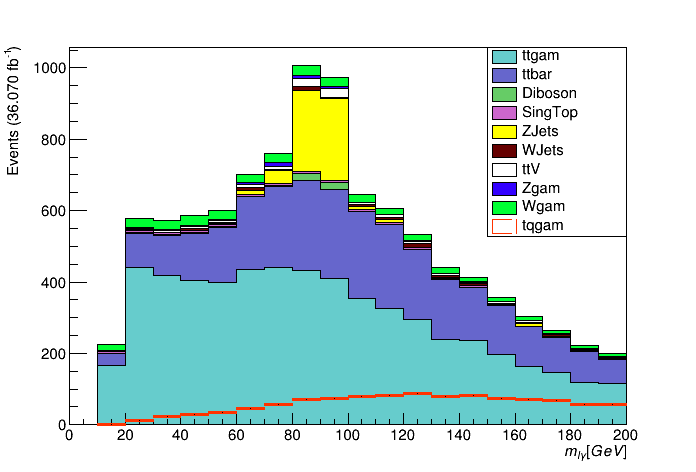 Events (36.070 fb⁻¹)
1000
800
600
400
200
0
ttgam
ttbar
Diboson
SingTop
ZJets
WJets
ttV
Zgam
Wgam
tqgam
0 20 40 60 80 100 120 140 160 180 200
m_{lγ}[GeV]